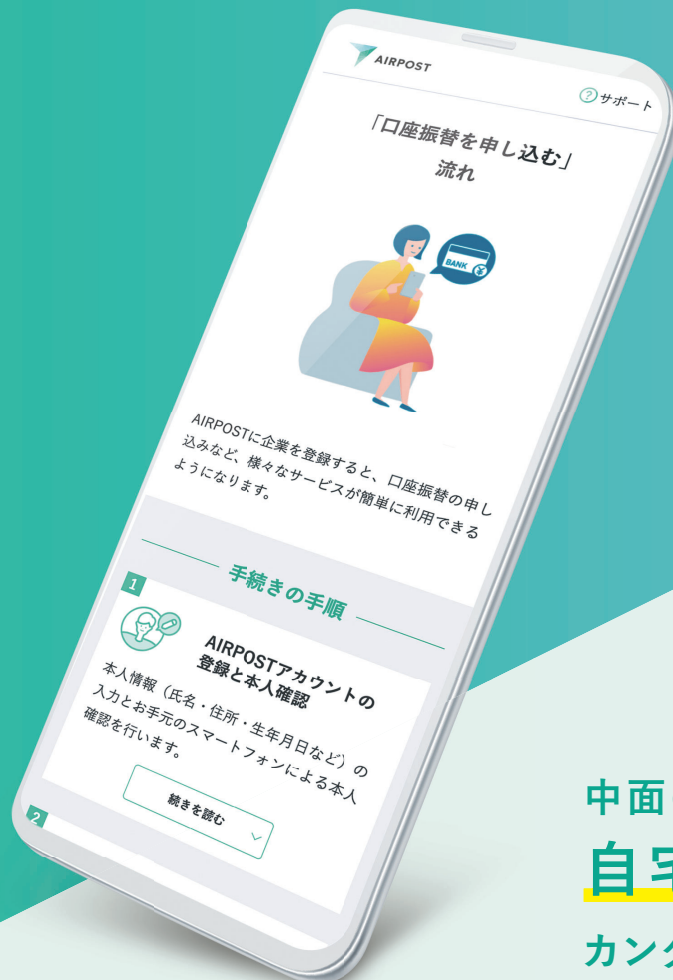 AIRPOST
サポート
「口座振替を申し込む」
流れ
BANK ¥
AIRPOSTに企業を登録すると、口座振替の申し
込みなど、様々なサービスが簡単に利用できる
ようになります。
手続きの手順
1
AIRPOSTアカウントの
登録と本人確認
本人情報（氏名・住所・生年月日など）の
入力とお手元のスマートフォンによる本人
確認を行います。
続きを読む
2
中面
自宅
カン